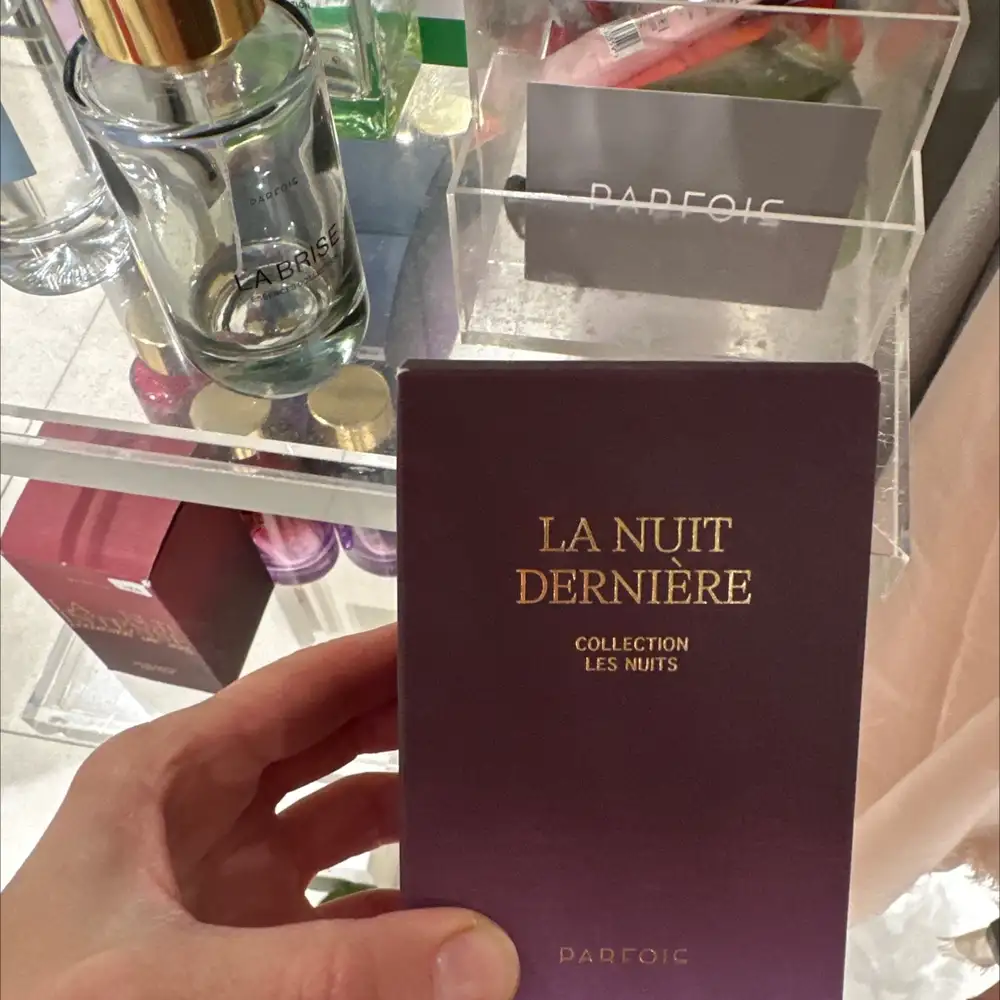 PARFOIS
LA BRISE
PARFOIS
LA NUIT
DERNIÈRE
COLLECTION
LES NUITS
PARFOIS